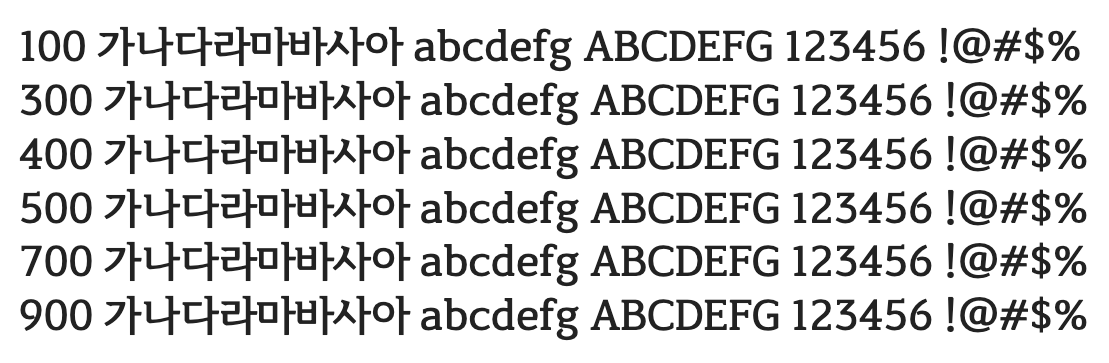 100 가나다라마바사아 abcdefg ABCDEFG 123456 !@#$%
300 가나다라마바사아 abcdefg ABCDEFG 123456 !@#$%
400 가나다라마바사아 abcdefg ABCDEFG 123456 !@#$%
500 가나다라마바사아 abcdefg ABCDEFG 123456 !@#$%
700 가나다라마바사아 abcdefg ABCDEFG 123456 !@#$%
900 가나다라마바사아 abcdefg ABCDEFG 123456 !@#$%